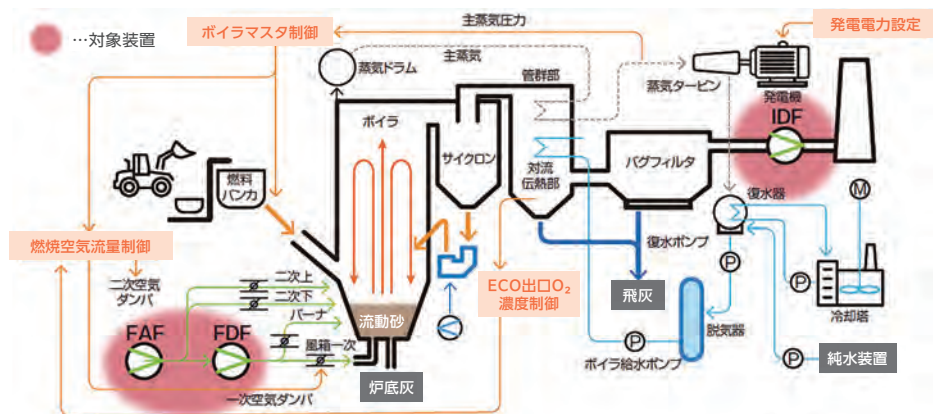 …対象装置
ボイラマスタ制御
主蒸気圧力
発電電力設定
主蒸気
蒸気ドラム
管群部
蒸気タービン
発電機
IDF
ボイラ
サイクロン
対流
伝熱部
バグフィルタ
燃料
バンカ
復水器
M
燃焼空気流量制御
二次空気
ダンパ
二次上
二次下
バーナ
風箱一次
FAF
FDF
一次空気ダンパ
流動砂
炉底灰
ECO出口O₂
濃度制御
飛灰
復水ポンプ
P
脱気器
P
ボイラ給水ポンプ
P
冷却塔
P
純水装置